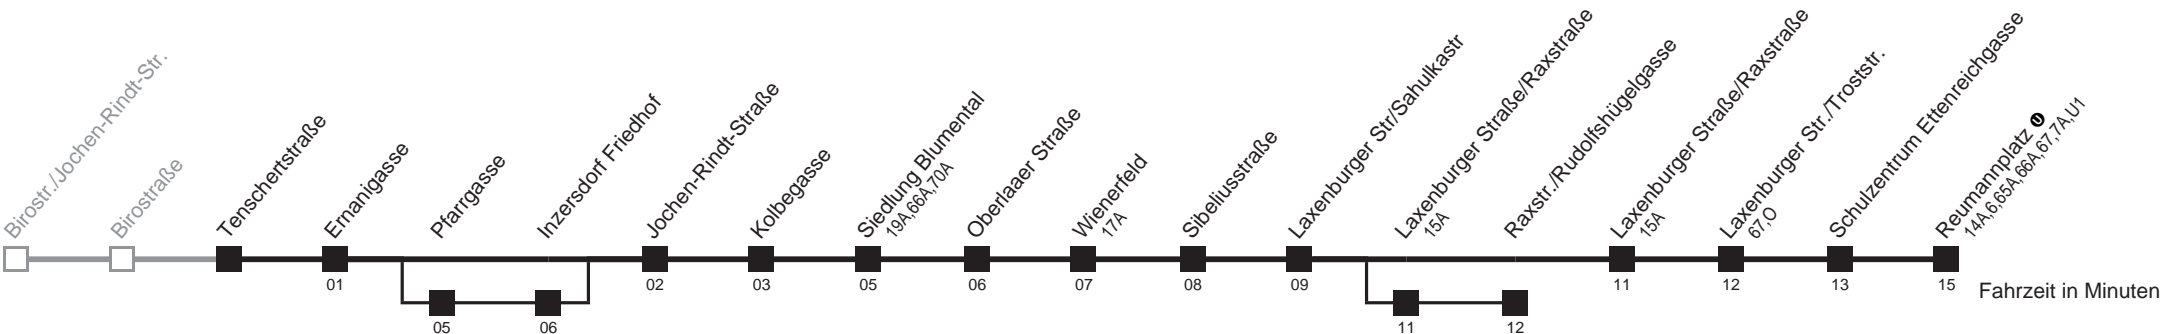 Birostr./Jochen-Rindt-Str.
Birostraße
Tenschertstraße
Ernanigasse
Pfarrgasse
Inzersdorf Friedhof
Jochen-Rindt-Straße
Kolbegasse
Siedlung Blumental
19A,66A,70A
Oberlaaer Straße
Wienerfeld
17A
Sibeliusstraße
Laxenburger Str/Sahulkastr
Laxenburger Straße/Raxstraße
15A
Raxstr./Rudolfshügelgasse
Laxenburger Straße/Raxstraße
15A
Laxenburger Str./Troststr.
67,O
Schulzentrum Ettenreichgasse
Reumannplatz U
14A,6,65A,66A,67,7A,U1
01
02
03
05
06
07
08
09
11
12
13
15
Fahrzeit in Minuten
05
06
11
12